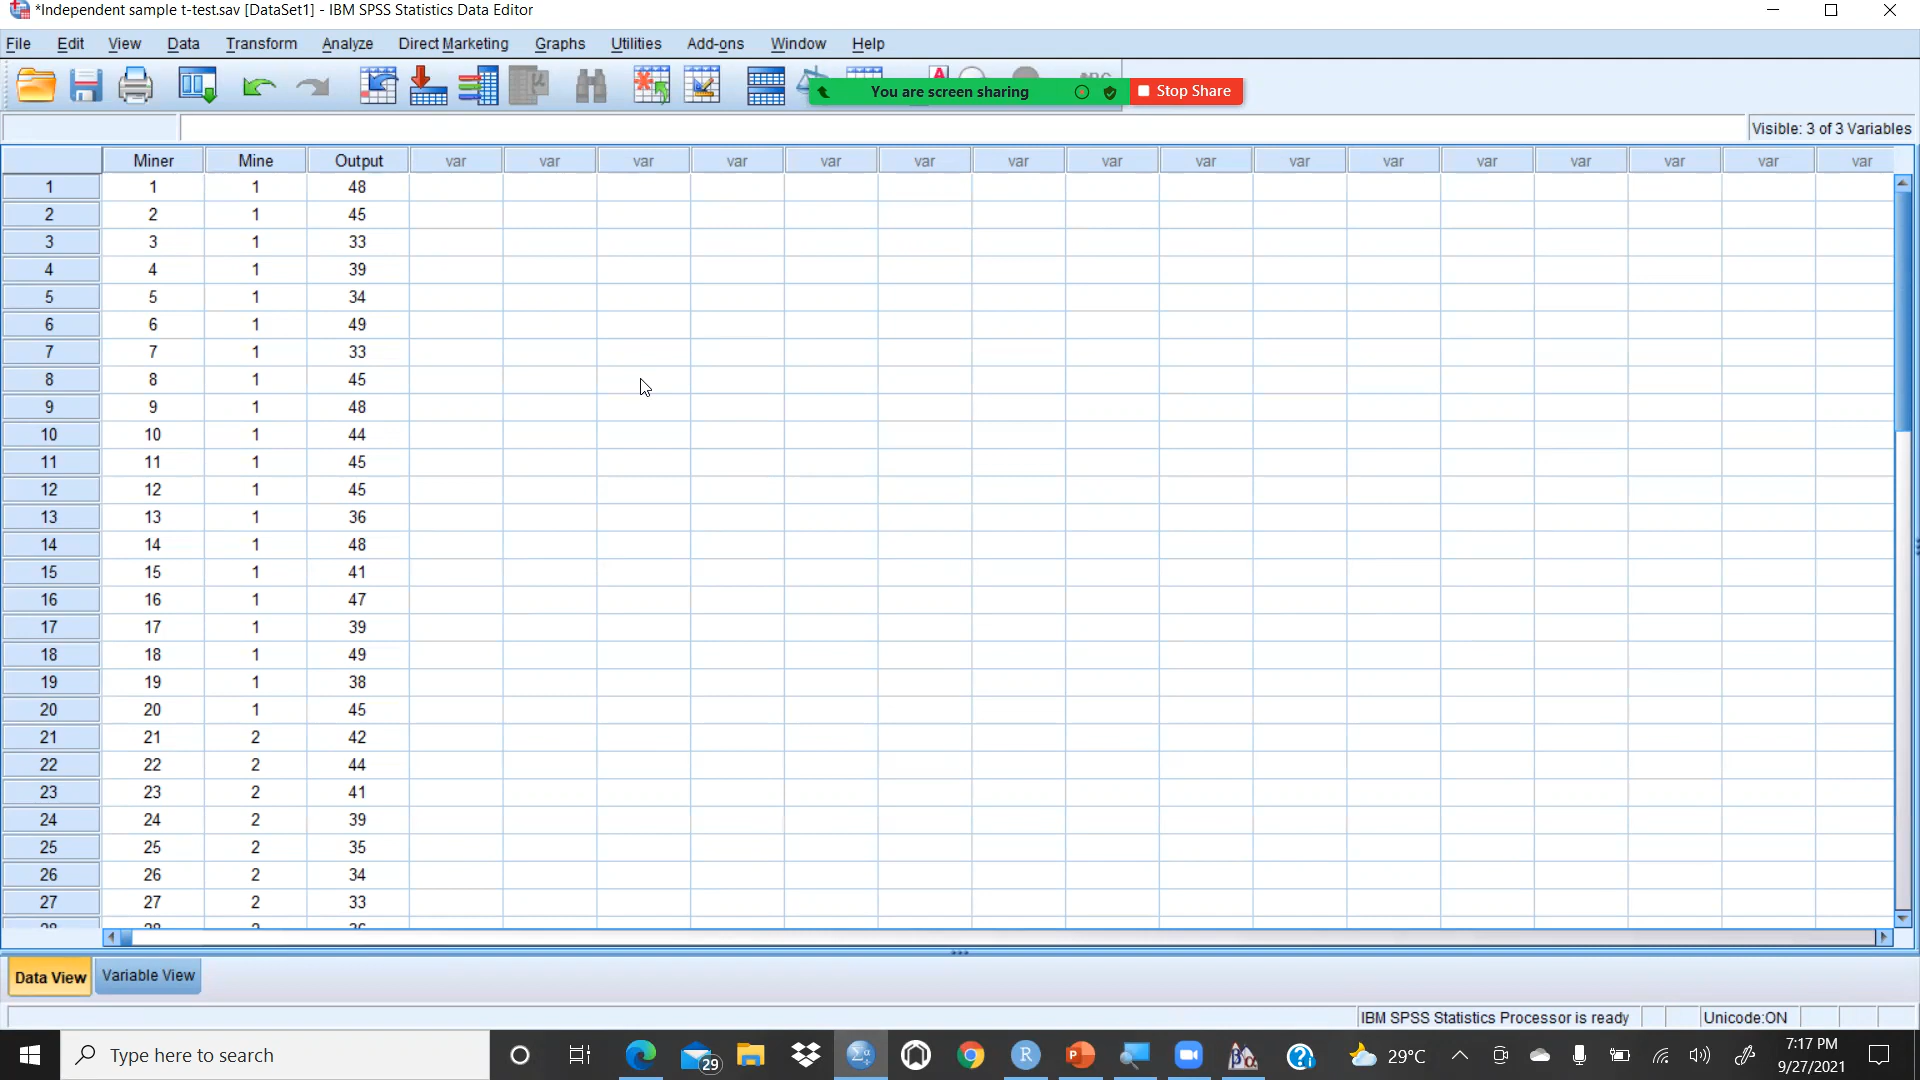 *Independent sample t-test.sav [DataSet1] - IBM SPSS Statistics Data Editor
File Edit View Data Transform Analyze Direct Marketing Graphs Utilities Add-ons Window Help
You are screen sharing Stop Share
Visible: 3 of 3 Variables
Miner Mine Output var var var var var var var var var var var var var var var var
1 1 1 48
2 2 1 45
3 3 1 33
4 4 1 39
5 5 1 34
6 6 1 49
7 7 1 33
8 8 1 45
9 9 1 48
10 10 1 44
11 11 1 45
12 12 1 45
13 13 1 36
14 14 1 48
15 15 1 41
16 16 1 47
17 17 1 39
18 18 1 49
19 19 1 38
20 20 1 45
21 21 2 42
22 22 2 44
23 23 2 41
24 24 2 39
25 25 2 35
26 26 2 34
27 27 2 33
Data View Variable View
IBM SPSS Statistics Processor is ready Unicode:ON
Type here to search 29 29°C 7:17 PM
9/27/2021